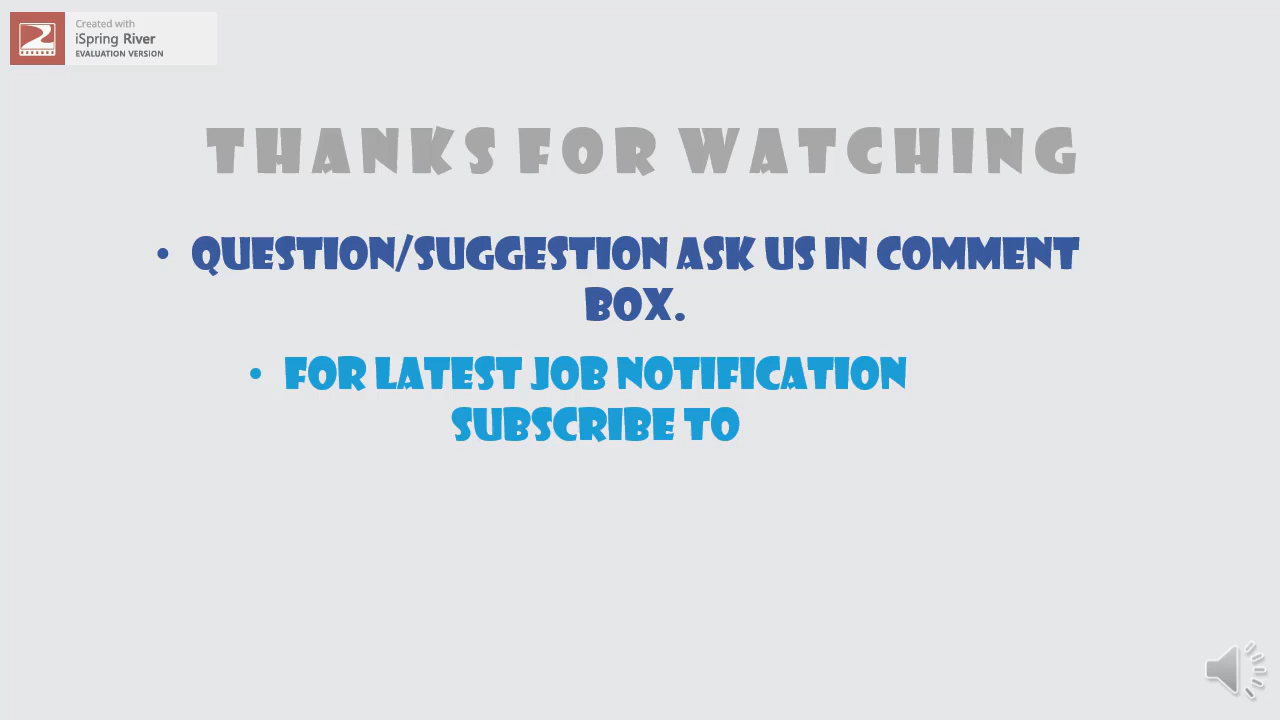 Created with
iSpring River
EVALUATION VERSION
THANKS FOR WATCHING
• QUESTION/SUGGESTION ASK US IN COMMENT
BOX.
• FOR LATEST JOB NOTIFICATION
SUBSCRIBE TO